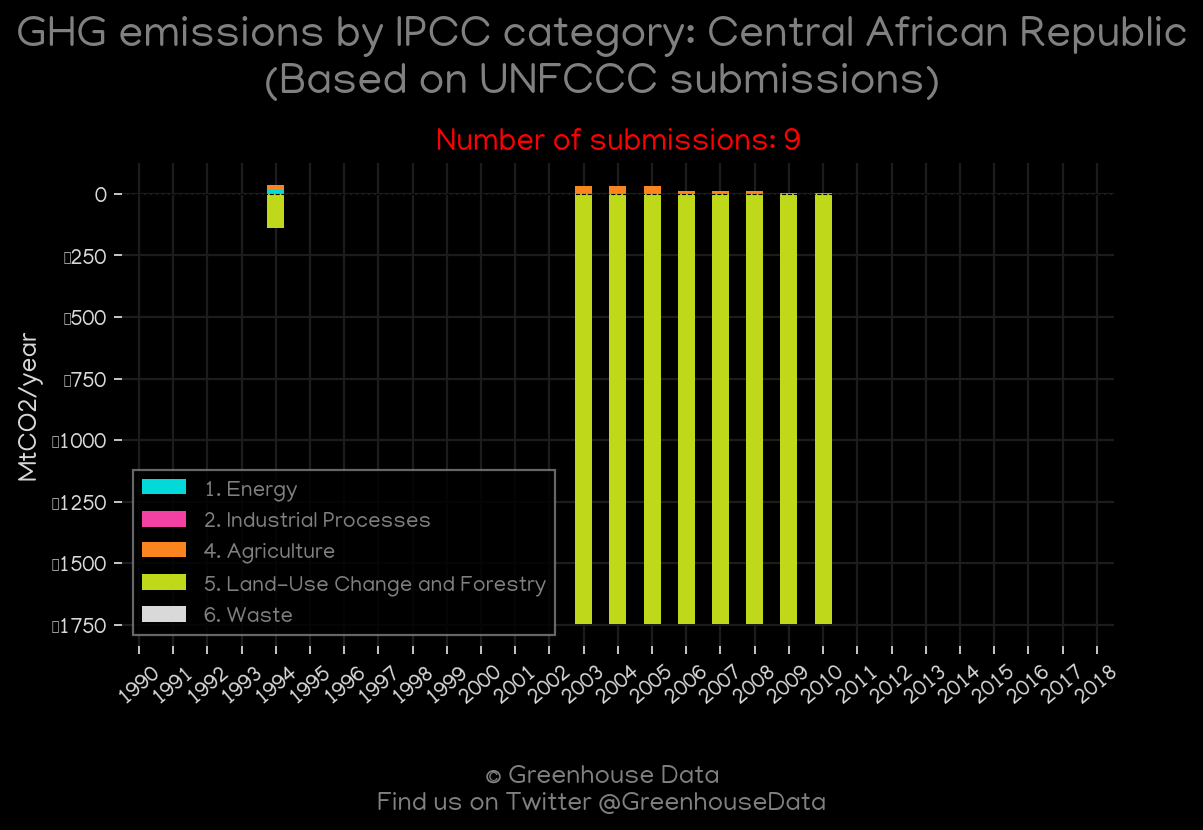 GHG emissions by IPCC category: Central African Republic
(Based on UNFCCC submissions)
Number of submissions: 9
0
▯250
▯500
▯750
▯1000
▯1250
▯1500
▯1750
MtCO2/year
1. Energy
2. Industrial Processes
4. Agriculture
5. Land-Use Change and Forestry
6. Waste
1990 1991 1992 1993 1994 1995 1996 1997 1998 1999 2000 2001 2002 2003 2004 2005 2006 2007 2008 2009 2010 2011 2012 2013 2014 2015 2016 2017 2018
© Greenhouse Data
Find us on Twitter @GreenhouseData